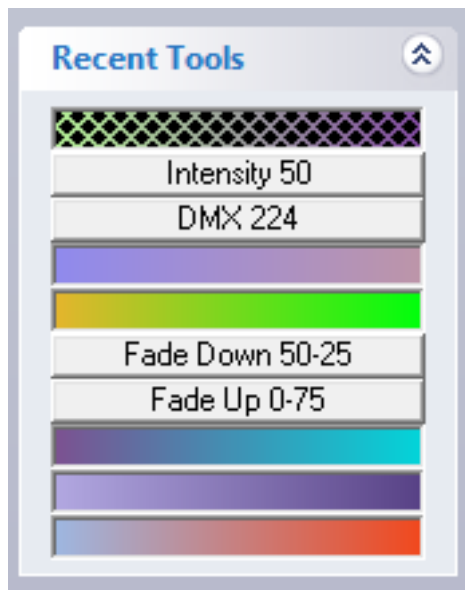 Recent Tools
Intensity 50
DMX 224
Fade Down 50-25
Fade Up 0-75